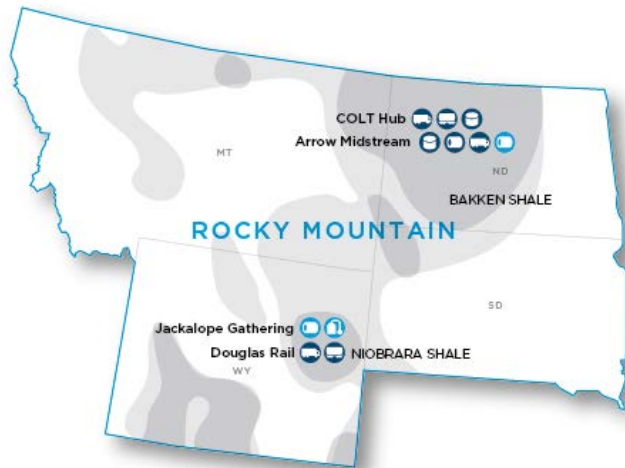 COLT Hub
Arrow Midstream
MT
ND
BAKKEN SHALE
ROCKY MOUNTAIN
SD
Jackalope Gathering
Douglas Rail
NIOBRARA SHALE
WY